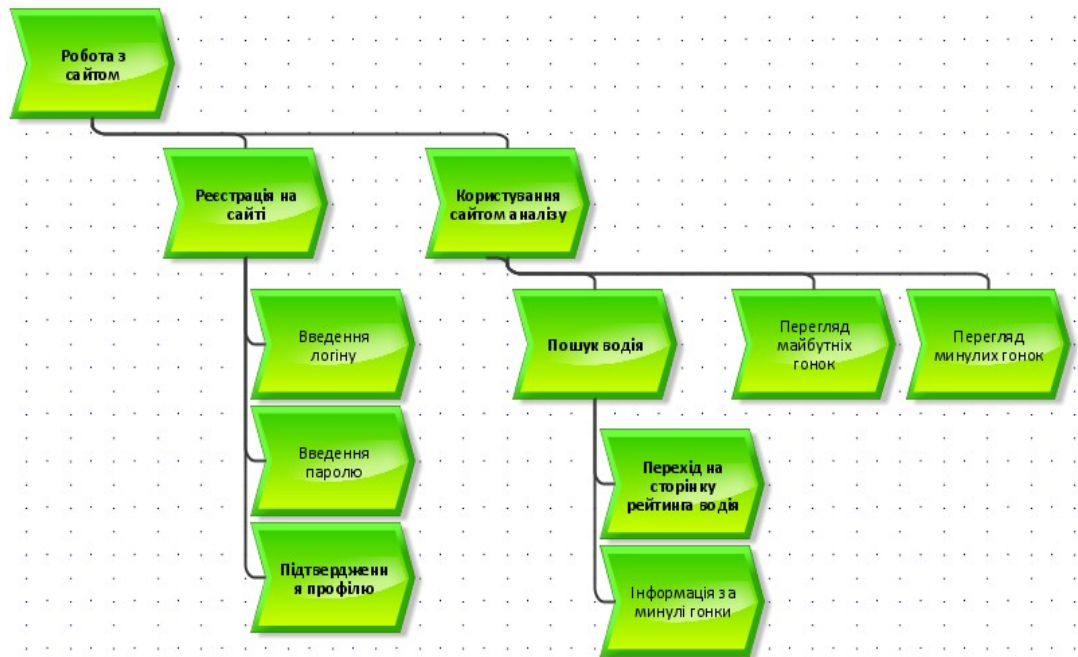 Робота з
сайтом
Реєстрація на
сайті
Користування
сайтом аналізу
Введення
логіну
Пошук водія
Перегляд
майбутніх
гонок
Перегляд
минулих гонок
Введення
паролю
Перехід на
сторінку
рейтинга водія
Підтвердженн
я профілю
Інформація за
минулі гонки